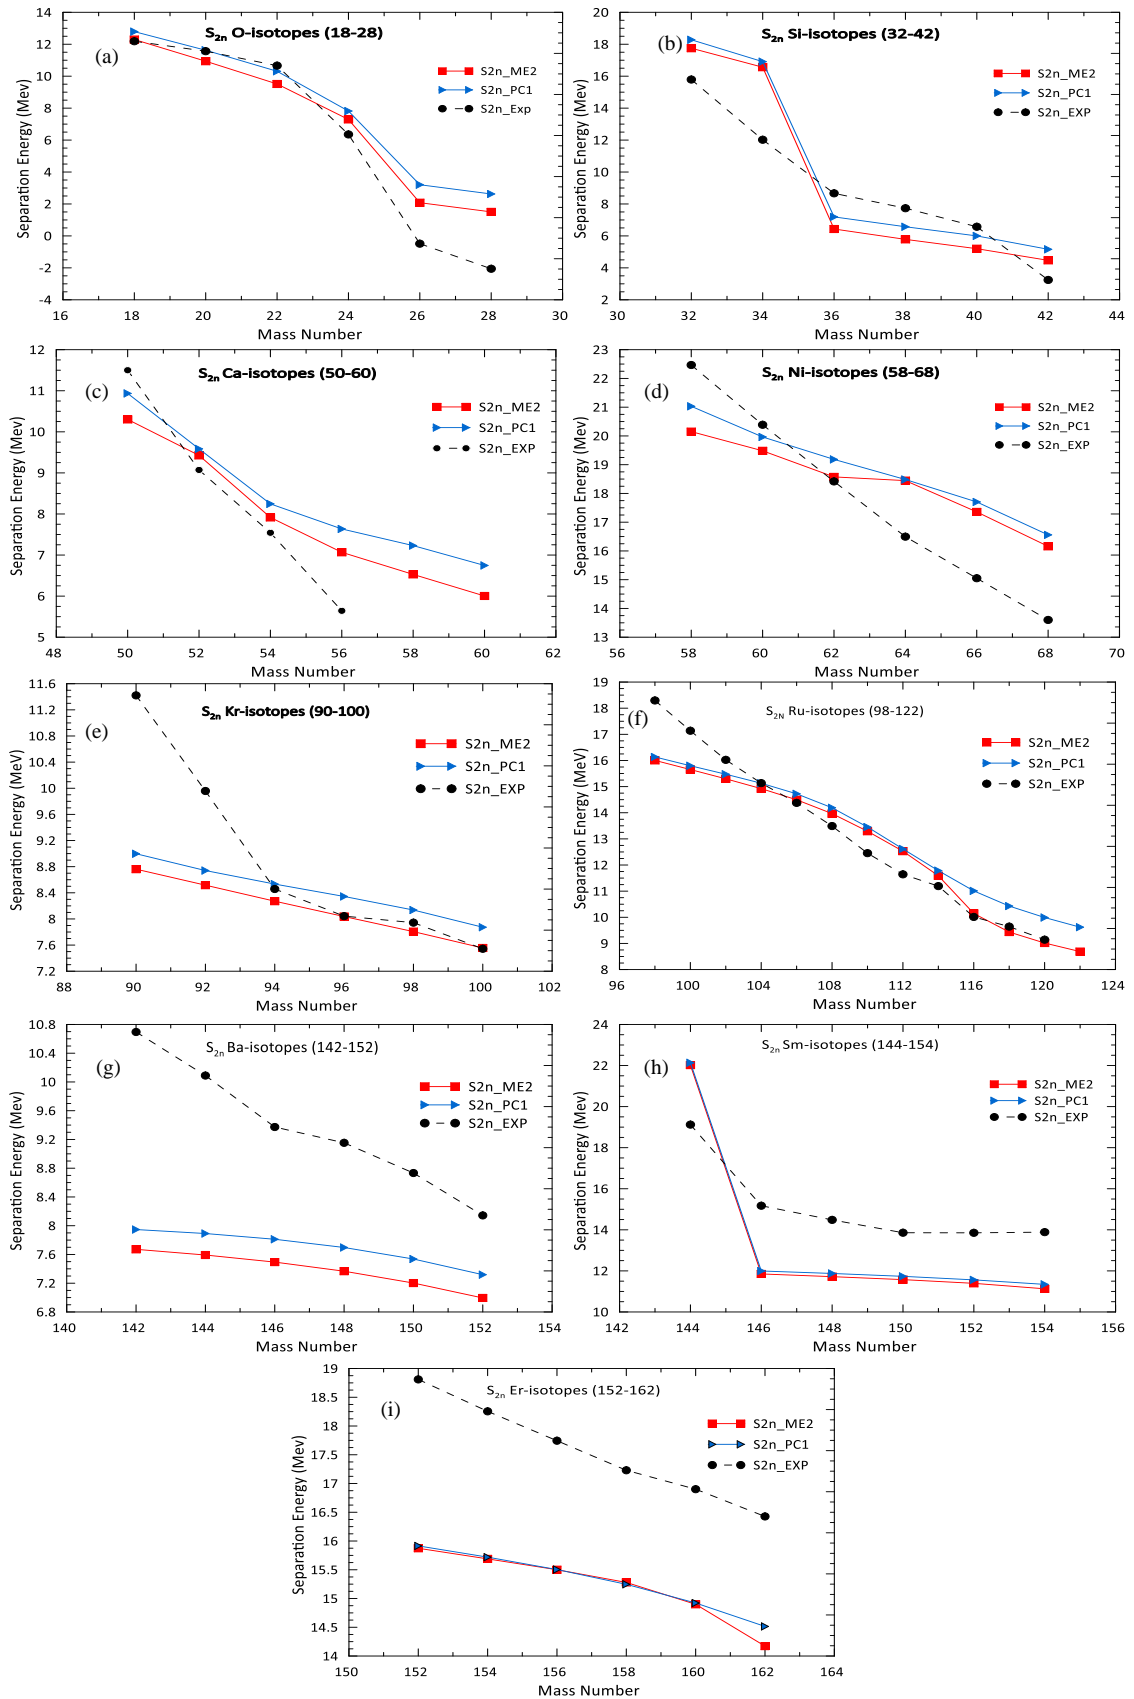 S2n O-isotopes (18-28)
(a)
S2n_ME2
S2n_PC1
S2n_Exp
Separation Energy (Mev)
14
12
10
8
6
4
2
0
-2
-4
16 18 20 22 24 26 28 30
Mass Number
S2n Si-isotopes (32-42)
(b)
S2n_ME2
S2n_PC1
S2n_EXP
Separation Energy (Mev)
20
18
16
14
12
10
8
6
4
2
30 32 34 36 38 40 42 44
Mass Number
S2n Ca-isotopes (50-60)
(c)
S2n_ME2
S2n_PC1
S2n_EXP
Separation Energy (Mev)
12
11
10
9
8
7
6
5
48 50 52 54 56 58 60 62
Mass Number
S2n Ni-isotopes (58-68)
(d)
S2n_ME2
S2n_PC1
S2n_EXP
Separation Energy (Mev)
23
22
21
20
19
18
17
16
15
14
13
56 58 60 62 64 66 68 70
Mass Number
S2n Kr-isotopes (90-100)
(e)
S2n_ME2
S2n_PC1
S2n_EXP
Separation Energy (MeV)
11.6
11.2
10.8
10.4
10
9.6
9.2
8.8
8.4
8
7.6
7.2
88 90 92 94 96 98 100 102
Mass Number
S2N Ru-isotopes (98-122)
(f)
S2n_ME2
S2n_PC1
S2n_EXP
Separation Energy (MeV)
19
18
17
16
15
14
13
12
11
10
9
8
96 100 104 108 112 116 120 124
Mass Number
S2n Ba-isotopes (142-152)
(g)
S2n_ME2
S2n_PC1
S2n_EXP
Separation Energy (Mev)
10.8
10.4
10
9.6
9.2
8.8
8.4
8
7.6
7.2
6.8
140 142 144 146 148 150 152 154
Mass Number
S2n Sm-isotopes (144-154)
(h)
S2n_ME2
S2n_PC1
S2n_EXP
Separation Energy (Mev)
24
22
20
18
16
14
12
10
142 144 146 148 150 152 154 156
Mass Number
S2n Er-isotopes (152-162)
(i)
S2n_ME2
S2n_PC1
S2n_EXP
Separation Energy (Mev)
19
18.5
18
17.5
17
16.5
16
15.5
15
14.5
14
150 152 154 156 158 160 162 164
Mass Number